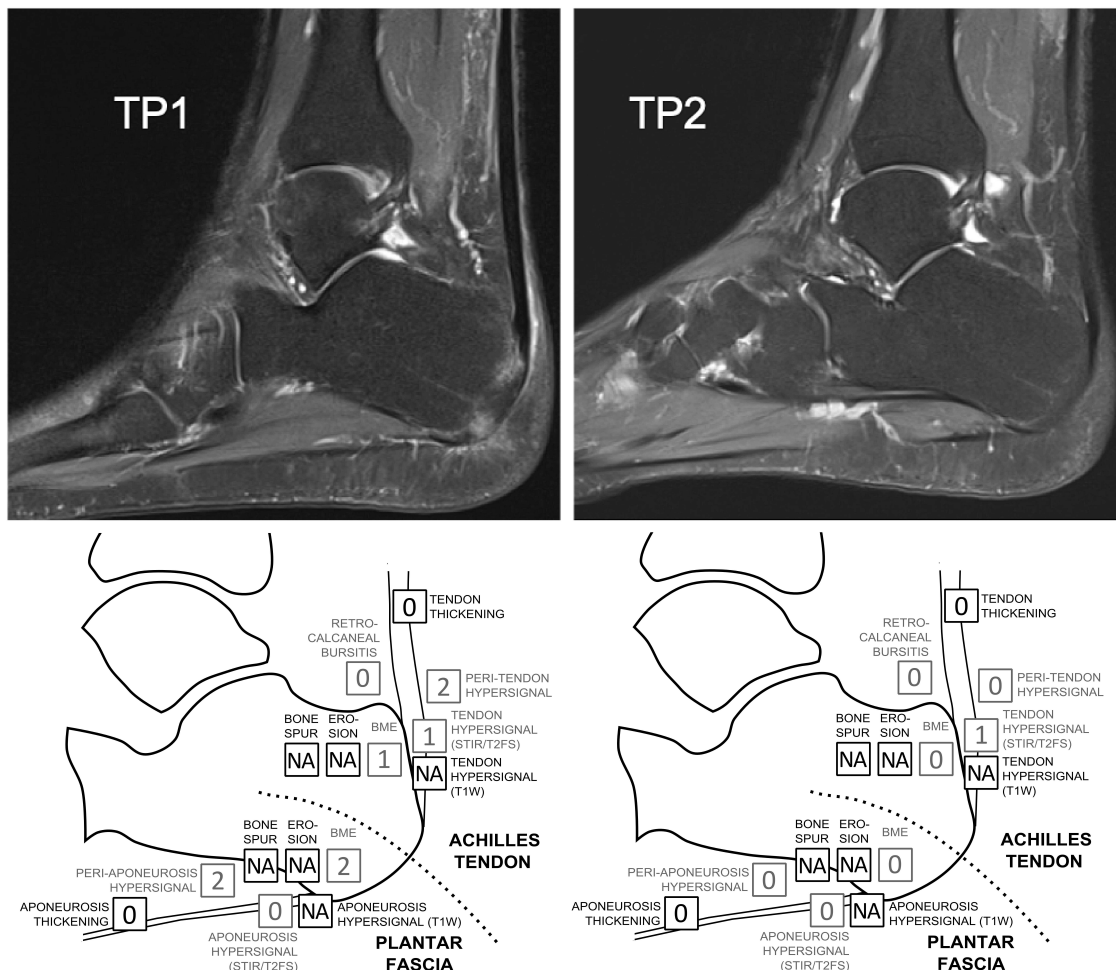 TP1
TP2
0
TENDON
THICKENING
RETRO-
CALCANEAL
BURSITIS
0
2
PERI-TENDON
HYPERSIGNAL
BONE
SPUR
ERO-
SION
BME
NA
NA
1
1
TENDON
HYPERSIGNAL
(STIR/T2FS)
NA
TENDON
HYPERSIGNAL
(T1W)
ACHILLES
TENDON
BONE
SPUR
ERO-
SION
BME
NA
NA
2
PERI-APONEUROSIS
HYPERSIGNAL
2
APONEUROSIS
THICKENING
0
0
NA
APONEUROSIS
HYPERSIGNAL (T1W)
APONEUROSIS
HYPERSIGNAL
(STIR/T2FS)
PLANTAR
FASCIA
0
TENDON
THICKENING
RETRO-
CALCANEAL
BURSITIS
0
0
PERI-TENDON
HYPERSIGNAL
BONE
SPUR
ERO-
SION
BME
NA
NA
0
1
TENDON
HYPERSIGNAL
(STIR/T2FS)
NA
TENDON
HYPERSIGNAL
(T1W)
ACHILLES
TENDON
BONE
SPUR
ERO-
SION
BME
NA
NA
0
PERI-APONEUROSIS
HYPERSIGNAL
0
APONEUROSIS
THICKENING
0
0
NA
APONEUROSIS
HYPERSIGNAL (T1W)
APONEUROSIS
HYPERSIGNAL
(STIR/T2FS)
PLANTAR
FASCIA